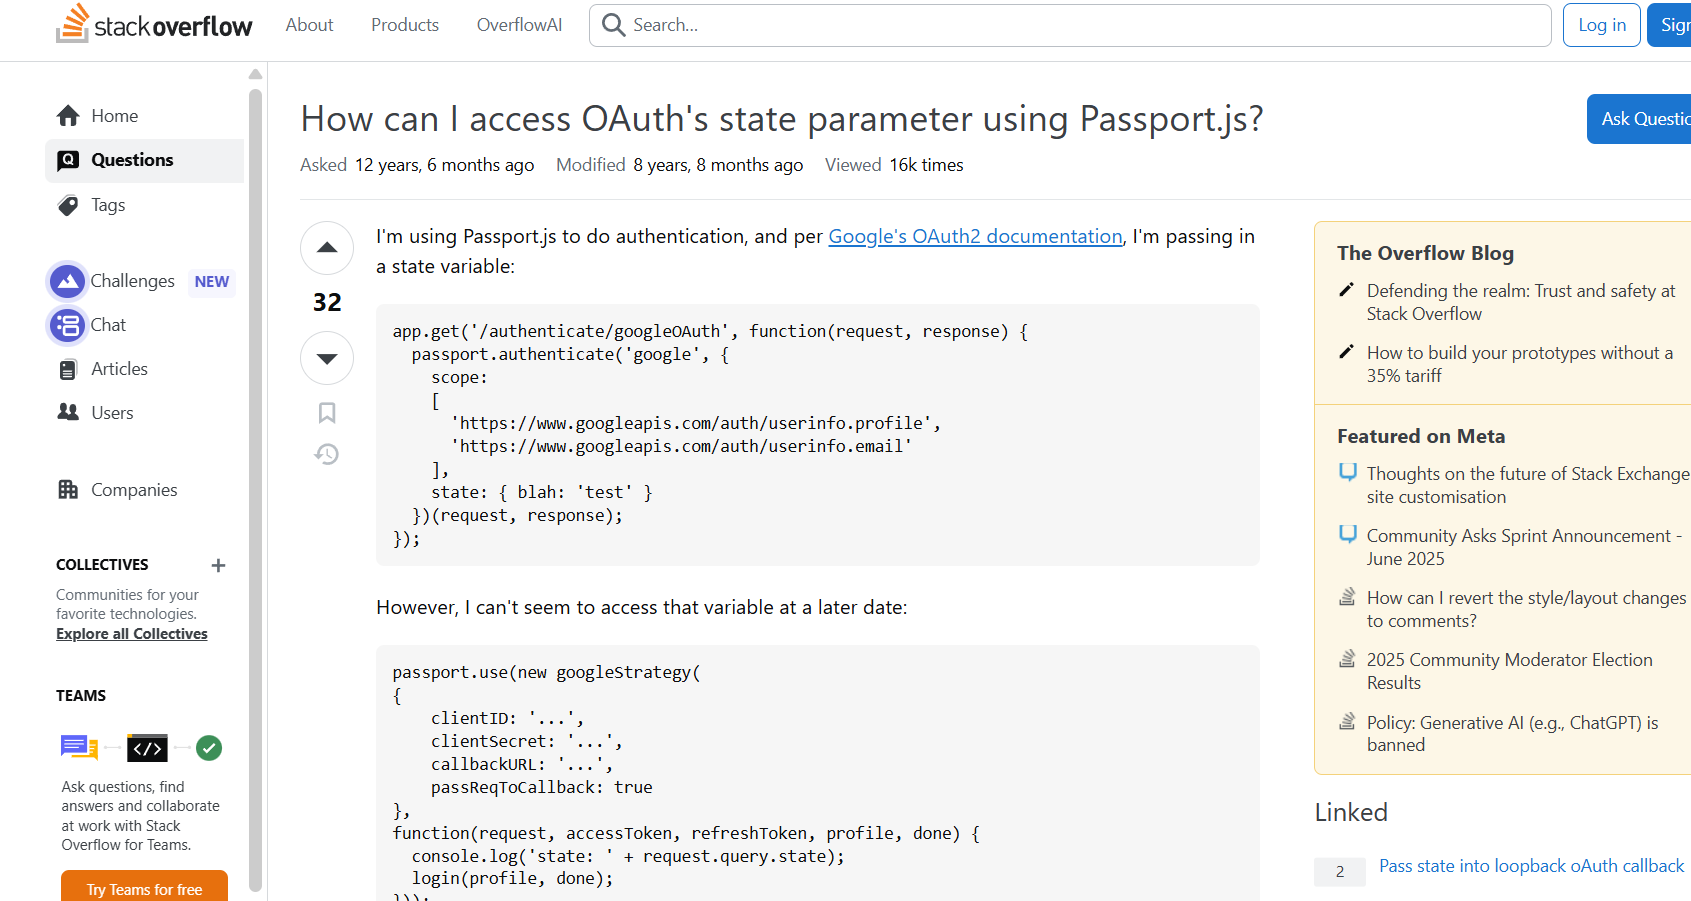 stackoverflow
About
Products
OverflowAI
Search...
Log in
Home
Questions
Tags
Challenges NEW
Chat
Articles
Users
Companies
COLLECTIVES
Communities for your
favorite technologies.
Explore all Collectives
TEAMS
</>
Ask questions, find
answers and collaborate
at work with Stack
Overflow for Teams.
Try Teams for free
How can I access OAuth's state parameter using Passport.js?
Ask
Asked 12 years, 6 months ago Modified 8 years, 8 months ago Viewed 16k times
32
I'm using Passport.js to do authentication, and per Google's OAuth2 documentation, I'm passing in
a state variable:
app.get('/authenticate/googleOAuth', function(request, response) {
  passport.authenticate('google', {
    scope:
    [
      'https://www.googleapis.com/auth/userinfo.profile',
      'https://www.googleapis.com/auth/userinfo.email'
    ],
    state: { blah: 'test' }
  })(request, response);
});
However, I can't seem to access that variable at a later date:
passport.use(new googleStrategy(
{
    clientID: '...',
    clientSecret: '...',
    callbackURL: '...',
    passReqToCallback: true
},
function(request, accessToken, refreshToken, profile, done) {
  console.log('state: ' + request.query.state);
  login(profile, done);
}));
The Overflow Blog
Defending the realm: Trust and safety at
Stack Overflow
How to build your prototypes without a
35% tariff
Featured on Meta
Thoughts on the future of Stack Exchange
site customisation
Community Asks Sprint Announcement -
June 2025
How can I revert the style/layout changes
to comments?
2025 Community Moderator Election
Results
Policy: Generative AI (e.g., ChatGPT) is
banned
Linked
2
Pass state into loopback oAuth callback